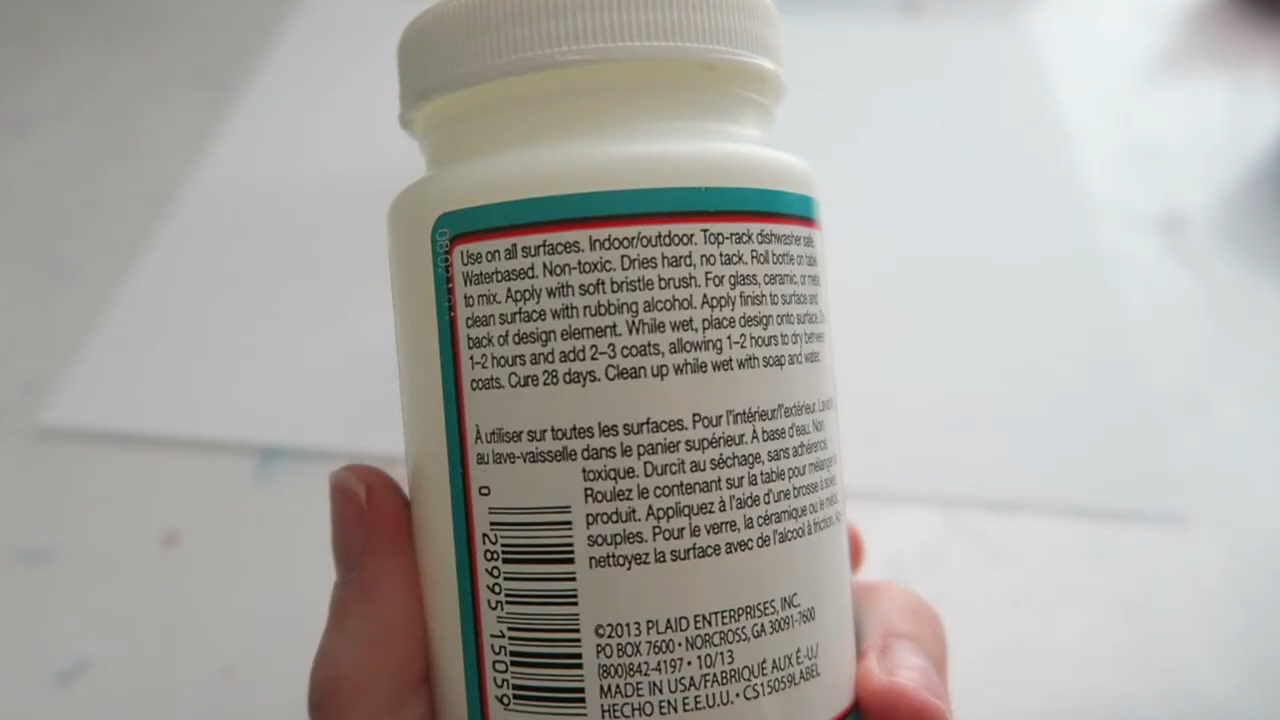 Use on all surfaces. Indoor/outdoor. Top-rack dishwasher safe.
Waterbased. Non-toxic. Dries hard, no tack. Roll bottle on table
to mix. Apply with soft bristle brush. For glass, ceramic, or metal
clean surface with rubbing alcohol. Apply finish to surface and
back of design element. While wet, place design onto surface.
1–2 hours and add 2–3 coats, allowing 1–2 hours to dry between
coats. Cure 28 days. Clean up while wet with soap and water.
À utiliser sur toutes les surfaces. Pour l'intérieur/l'extérieur.
au lave-vaisselle dans le panier supérieur. À base d'eau. Non
toxique. Durcit au séchage, sans adhérence.
Roulez le contenant sur la table pour mélanger
produit. Appliquez à l'aide d'une brosse à soies
souples. Pour le verre, la céramique ou le métal
nettoyez la surface avec de l'alcool à friction.
0 28995 15059
©2013 PLAID ENTERPRISES, INC.
PO BOX 7600 • NORCROSS, GA 30091-7600
(800)842-4197 • 10/13
MADE IN USA/FABRIQUÉ AUX É.-U./
HECHO EN E.E.U.U. • CS15059LABEL